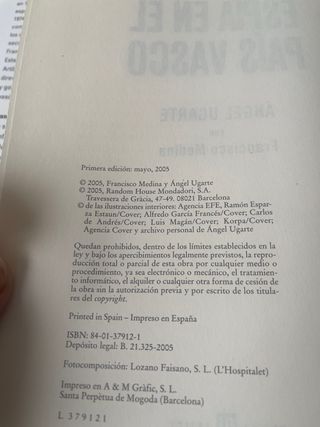 ESPÍA EN EL
PAÍS VASCO
ÁNGEL UGARTE
Francisco Medina
Primera edición: mayo, 2005
© 2005, Francisco Medina y Ángel Ugarte
© 2005, Random House Mondadori, S.A.
Travessera de Gràcia, 47-49. 08021 Barcelona
© de las ilustraciones interiores: Agencia EFE, Ramón Espar-
sa Estaun/Cover; Alfredo García Francés/Cover; Carlos
de Andrés/Cover; Luis Magán/Cover; Korpa/Cover;
Agencia Cover y archivo personal de Ángel Ugarte
Quedan prohibidos, dentro de los límites establecidos en la
ley y bajo los apercibimientos legalmente previstos, la repro-
ducción total o parcial de esta obra por cualquier medio o
procedimiento, ya sea electrónico o mecánico, el tratamien-
to informático, el alquiler o cualquier otra forma de cesión de
la obra sin la autorización previa y por escrito de los titula-
res del copyright.
Printed in Spain – Impreso en España
ISBN: 84-01-37912-1
Depósito legal: B. 21.325-2005
Fotocomposición: Lozano Faisano, S. L. (L'Hospitalet)
Impreso en A & M Gràfic, S. L.
Santa Perpètua de Mogoda (Barcelona)
L 379121